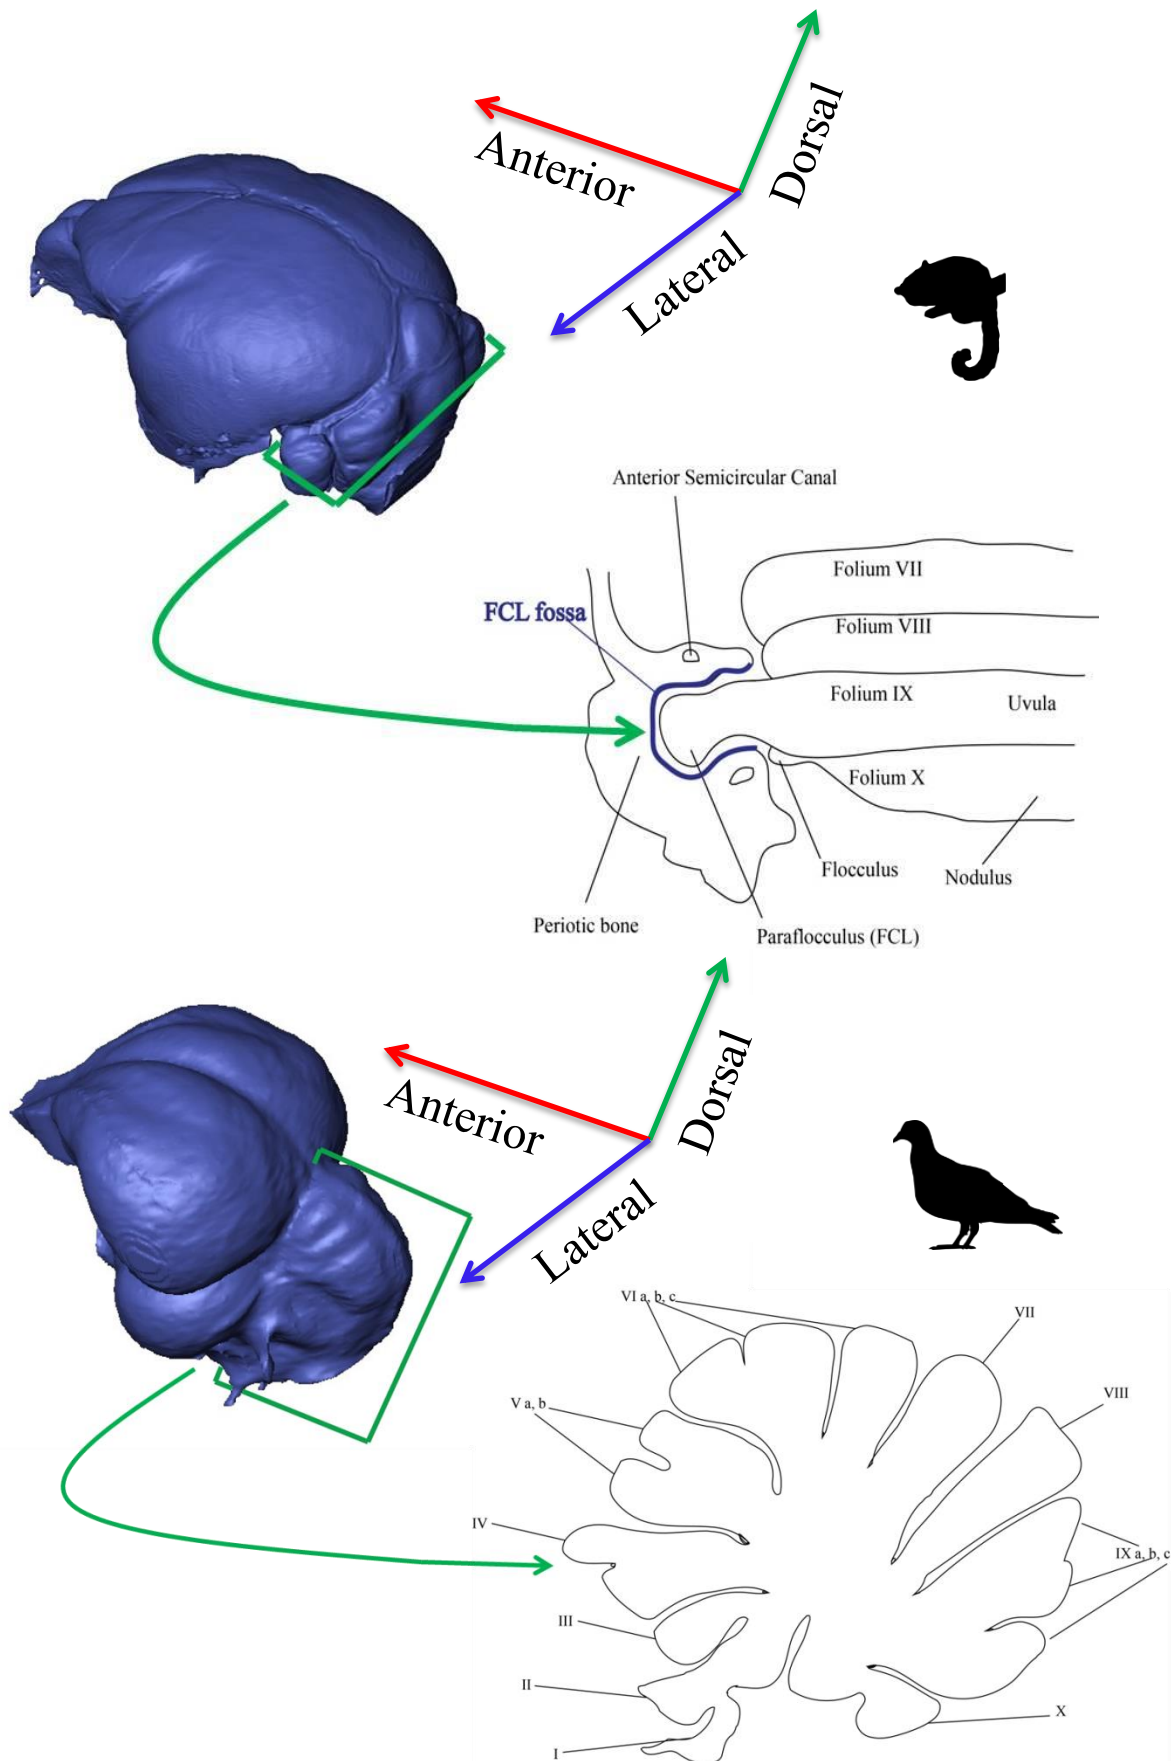 Dorsal
Anterior
Lateral
Anterior Semicircular Canal
Folium VII
FCL fossa
Folium VIII
Folium IX
Uvula
Folium X
Flocculus
Nodulus
Periotic bone
Paraflocculus (FCL)
Dorsal
Anterior
Lateral
VI a, b, c
VII
VIII
V a, b
IV
IX a, b, c
III
II
X
I